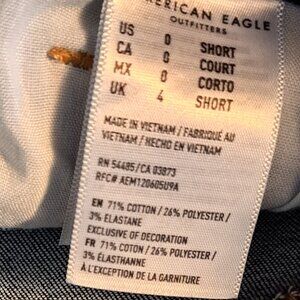 AMERICAN EAGLE
OUTFITTERS
US 0 SHORT
CA 0 COURT
MX 0 CORTO
UK 4 SHORT
MADE IN VIETNAM / FABRIQUÉ AU
VIETNAM / HECHO EN VIETNAM
RN 54485/CA 03873
RFC# AEM120605U9A
EN 71% COTTON / 26% POLYESTER /
3% ELASTANE
EXCLUSIVE OF DECORATION
FR 71% COTON / 26% POLYESTER /
3% ÉLASTHANNE
À L'EXCEPTION DE LA GARNITURE